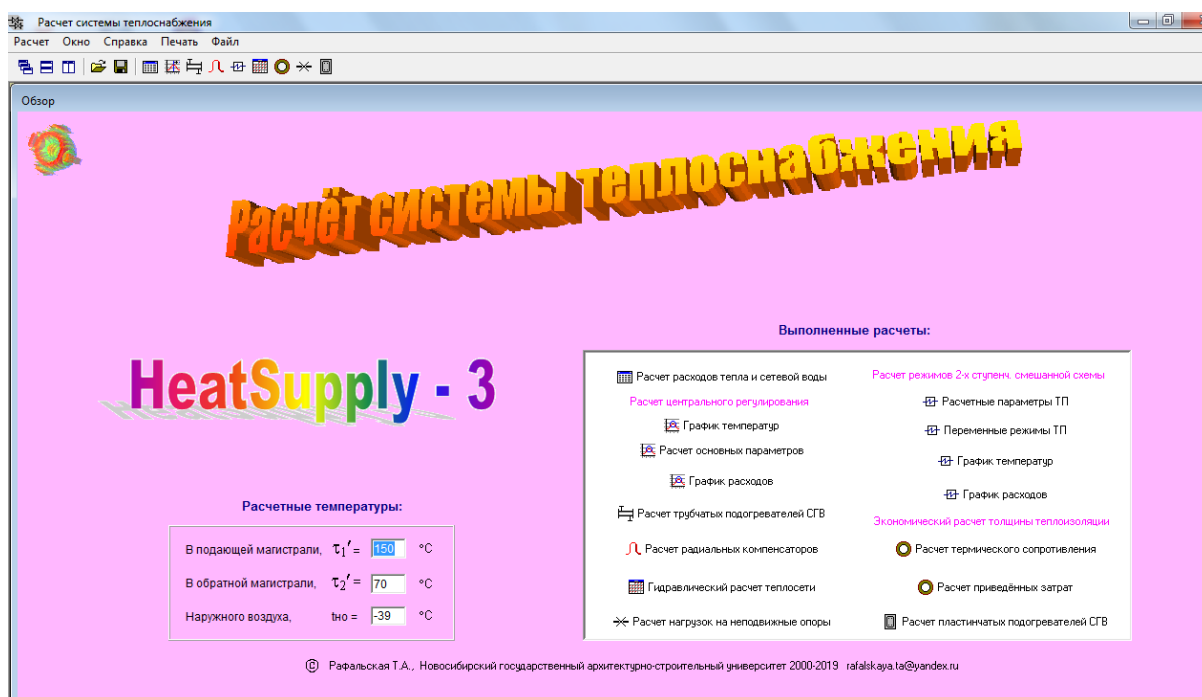 Расчет системы теплоснабжения
Расчет Окно Справка Печать Файл
Обзор
Расчёт системы теплоснабжения
HeatSupply - 3
Расчетные температуры:
В подающей магистрали, τ₁′ = 150 °C
В обратной магистрали, τ₂′ = 70 °C
Наружного воздуха, tно = -39 °C
Выполненные расчеты:
Расчет расходов тепла и сетевой воды
Расчет центрального регулирования
График температур
Расчет основных параметров
График расходов
Расчет трубчатых подогревателей СГВ
Расчет радиальных компенсаторов
Гидравлический расчет теплосети
Расчет нагрузок на неподвижные опоры
Расчет режимов 2-х ступенч. смешанной схемы
Расчетные параметры ТП
Переменные режимы ТП
График температур
График расходов
Экономический расчет толщины теплоизоляции
Расчет термического сопротивления
Расчет приведённых затрат
Расчет пластинчатых подогревателей СГВ
© Рафальская Т.А., Новосибирский государственный архитектурно-строительный университет 2000-2019 rafalskaya.ta@yandex.ru